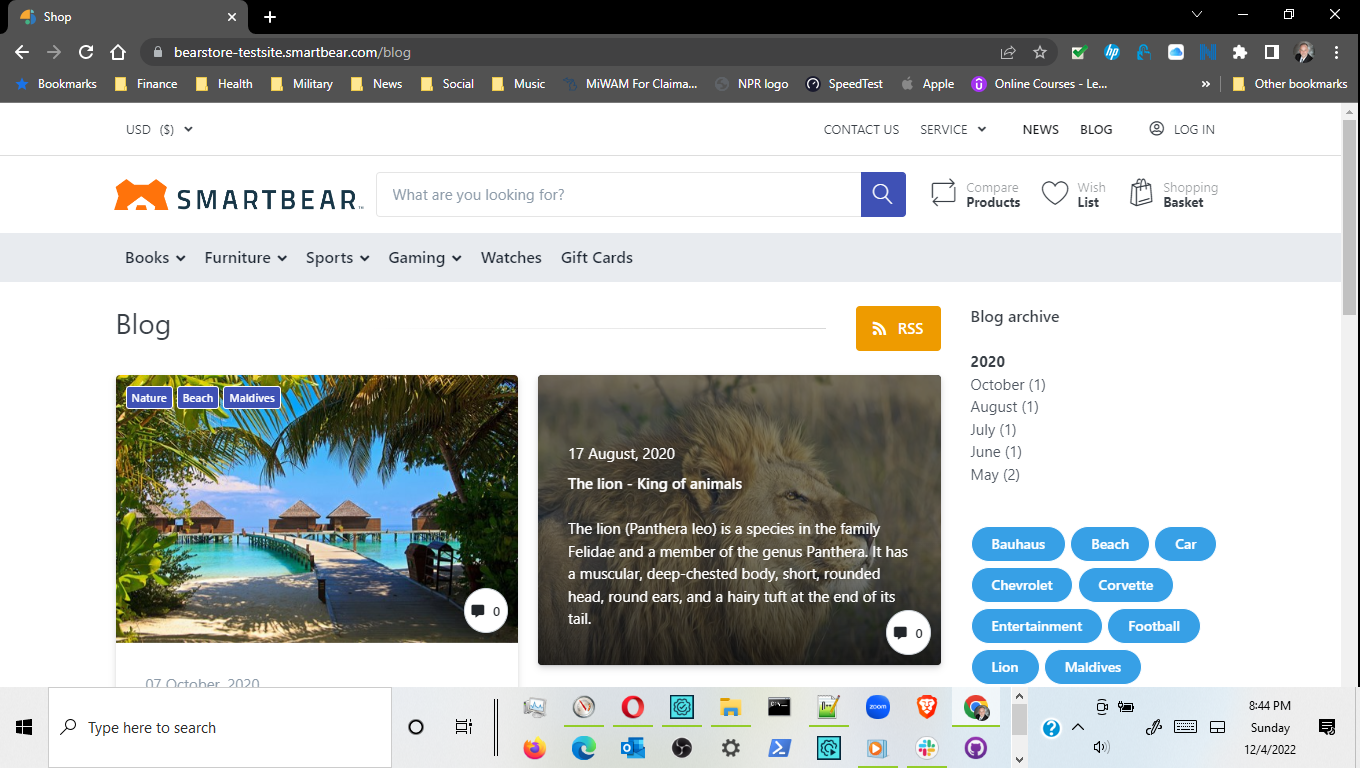 Shop
bearstore-testsite.smartbear.com/blog
Bookmarks Finance Health Military News Social Music MiWAM For Claima... NPR logo SpeedTest Apple Online Courses - Le... » Other bookmarks
USD ($) CONTACT US SERVICE NEWS BLOG LOG IN
SMARTBEAR
What are you looking for?
Compare Products
Wish List
Shopping Basket
Books Furniture Sports Gaming Watches Gift Cards
Blog
RSS
Nature Beach Maldives
0
07 October, 2020
17 August, 2020
The lion - King of animals
The lion (Panthera leo) is a species in the family
Felidae and a member of the genus Panthera. It has
a muscular, deep-chested body, short, rounded
head, round ears, and a hairy tuft at the end of its
tail.
0
Blog archive
2020
October (1)
August (1)
July (1)
June (1)
May (2)
Bauhaus Beach Car
Chevrolet Corvette
Entertainment Football
Lion Maldives
Type here to search
zoom
8:44 PM
Sunday
12/4/2022